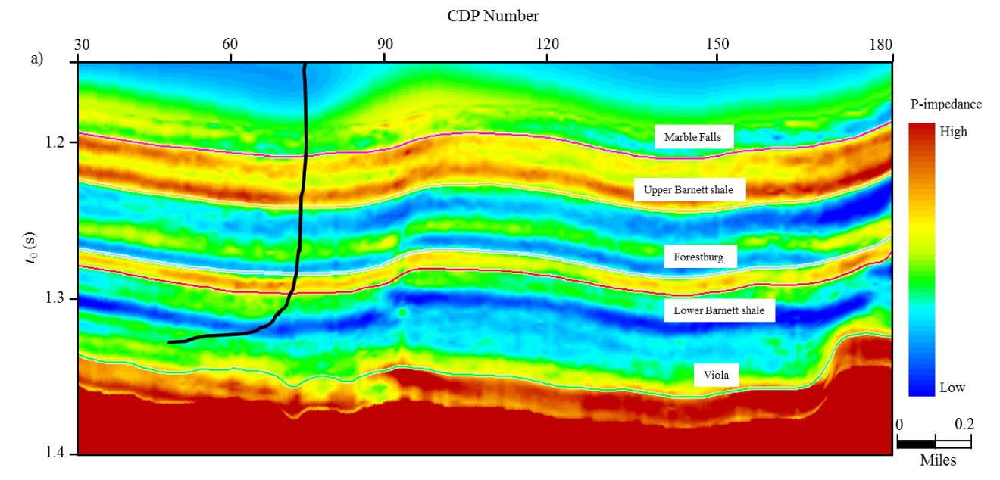 CDP Number
30 60 90 120 150 180
a)
P-impedance
High
Marble Falls
1.2
Upper Barnett shale
t0 (s)
Forestburg
1.3
Lower Barnett shale
Viola
Low
0 0.2
1.4
Miles